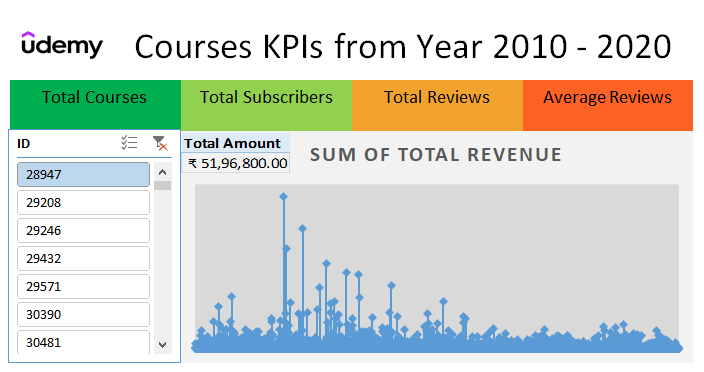 udemy
Courses KPIs from Year 2010 - 2020
Total Courses
Total Subscribers
Total Reviews
Average Reviews
ID
28947
29208
29246
29432
29571
30390
30481
Total Amount
₹ 51,96,800.00
SUM OF TOTAL REVENUE